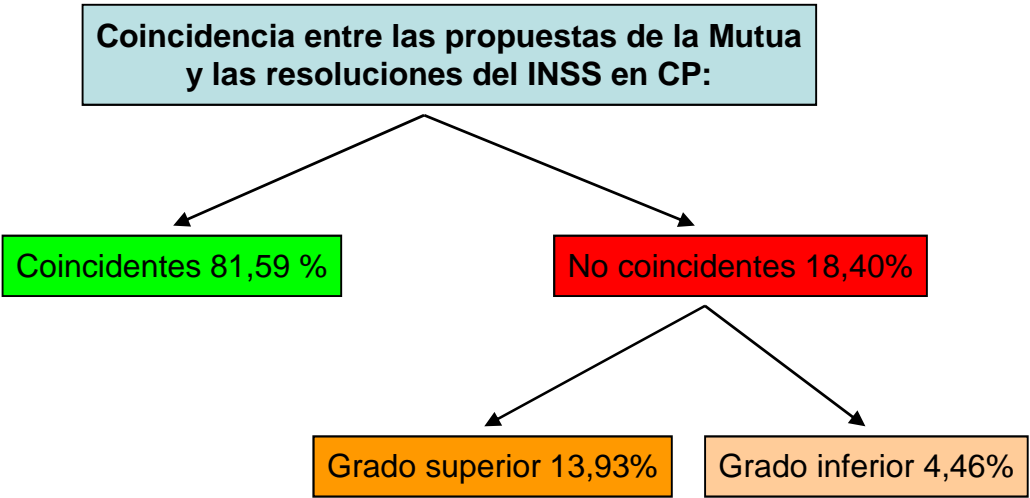 Coincidencia entre las propuestas de la Mutua
y las resoluciones del INSS en CP:
Coincidentes 81,59 %
No coincidentes 18,40%
Grado superior 13,93%
Grado inferior 4,46%